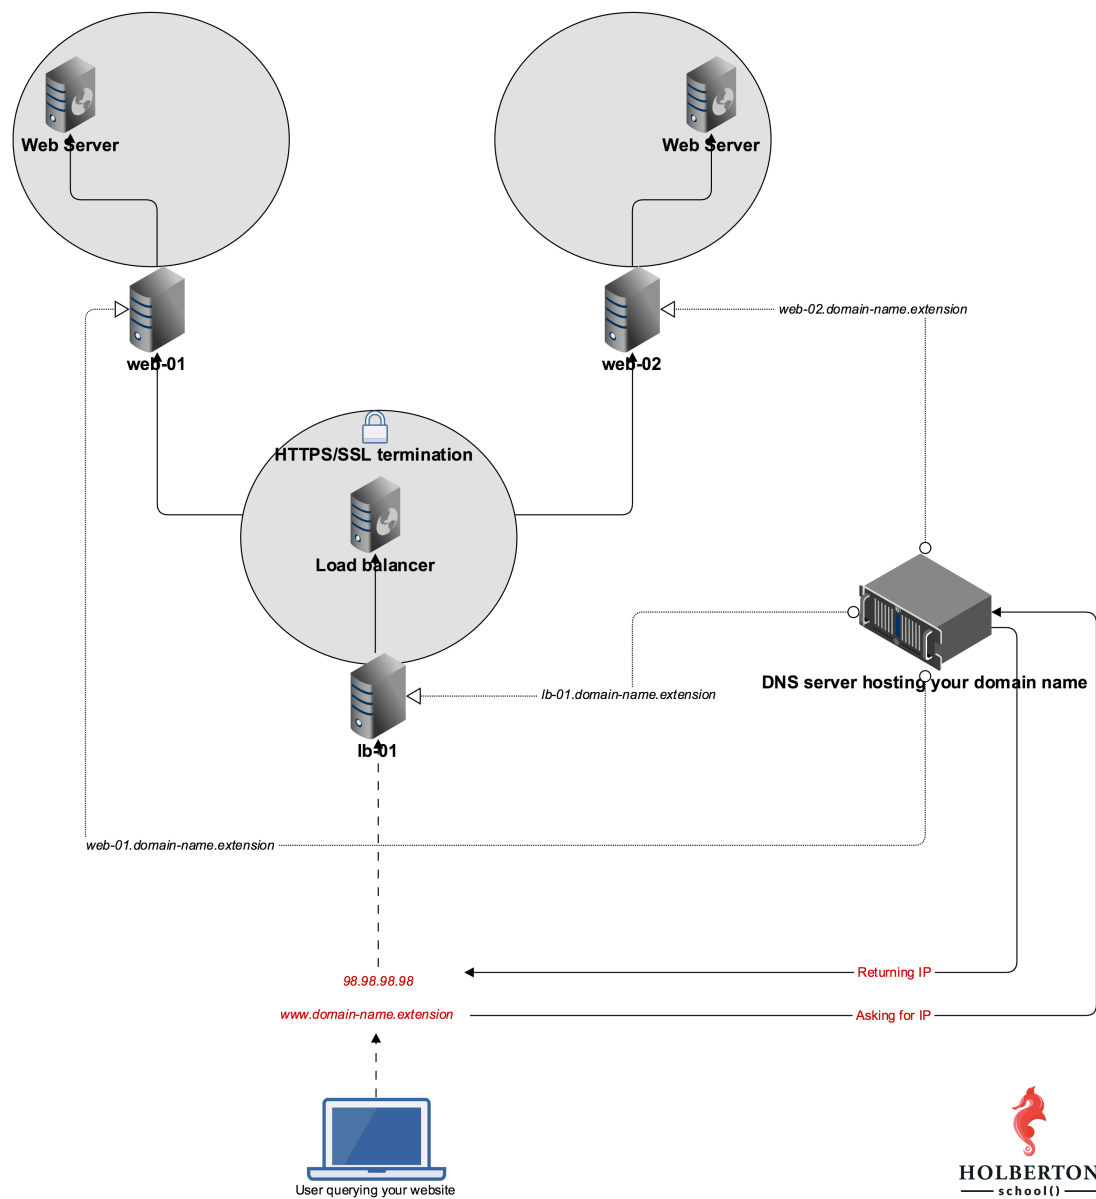 Web Server
Web Server
web-02.domain-name.extension
web-01
web-02
HTTPS/SSL termination
Load balancer
DNS server hosting your domain name
lb-01.domain-name.extension
lb-01
web-01.domain-name.extension
98.98.98.98
Returning IP
www.domain-name.extension
Asking for IP
User querying your website
HOLBERTON
school()